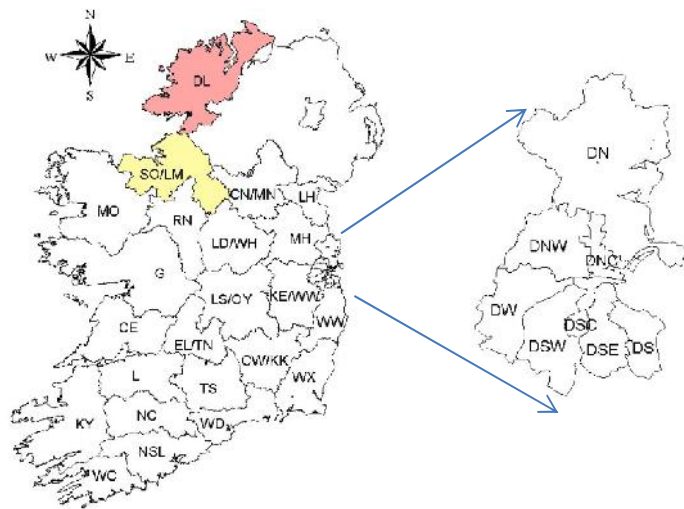 N
W E
S
DL
DN
SO/LM
CN/MN
LH
MO
RN
LD/WH
MH
DNW
DNC
G
LS/OY
KE/WW
DW
WW
DSC
CE
EL/TN
DSW
DSE
DS
CW/KK
L
TS
WX
KY
NC
WD
NSL
WC